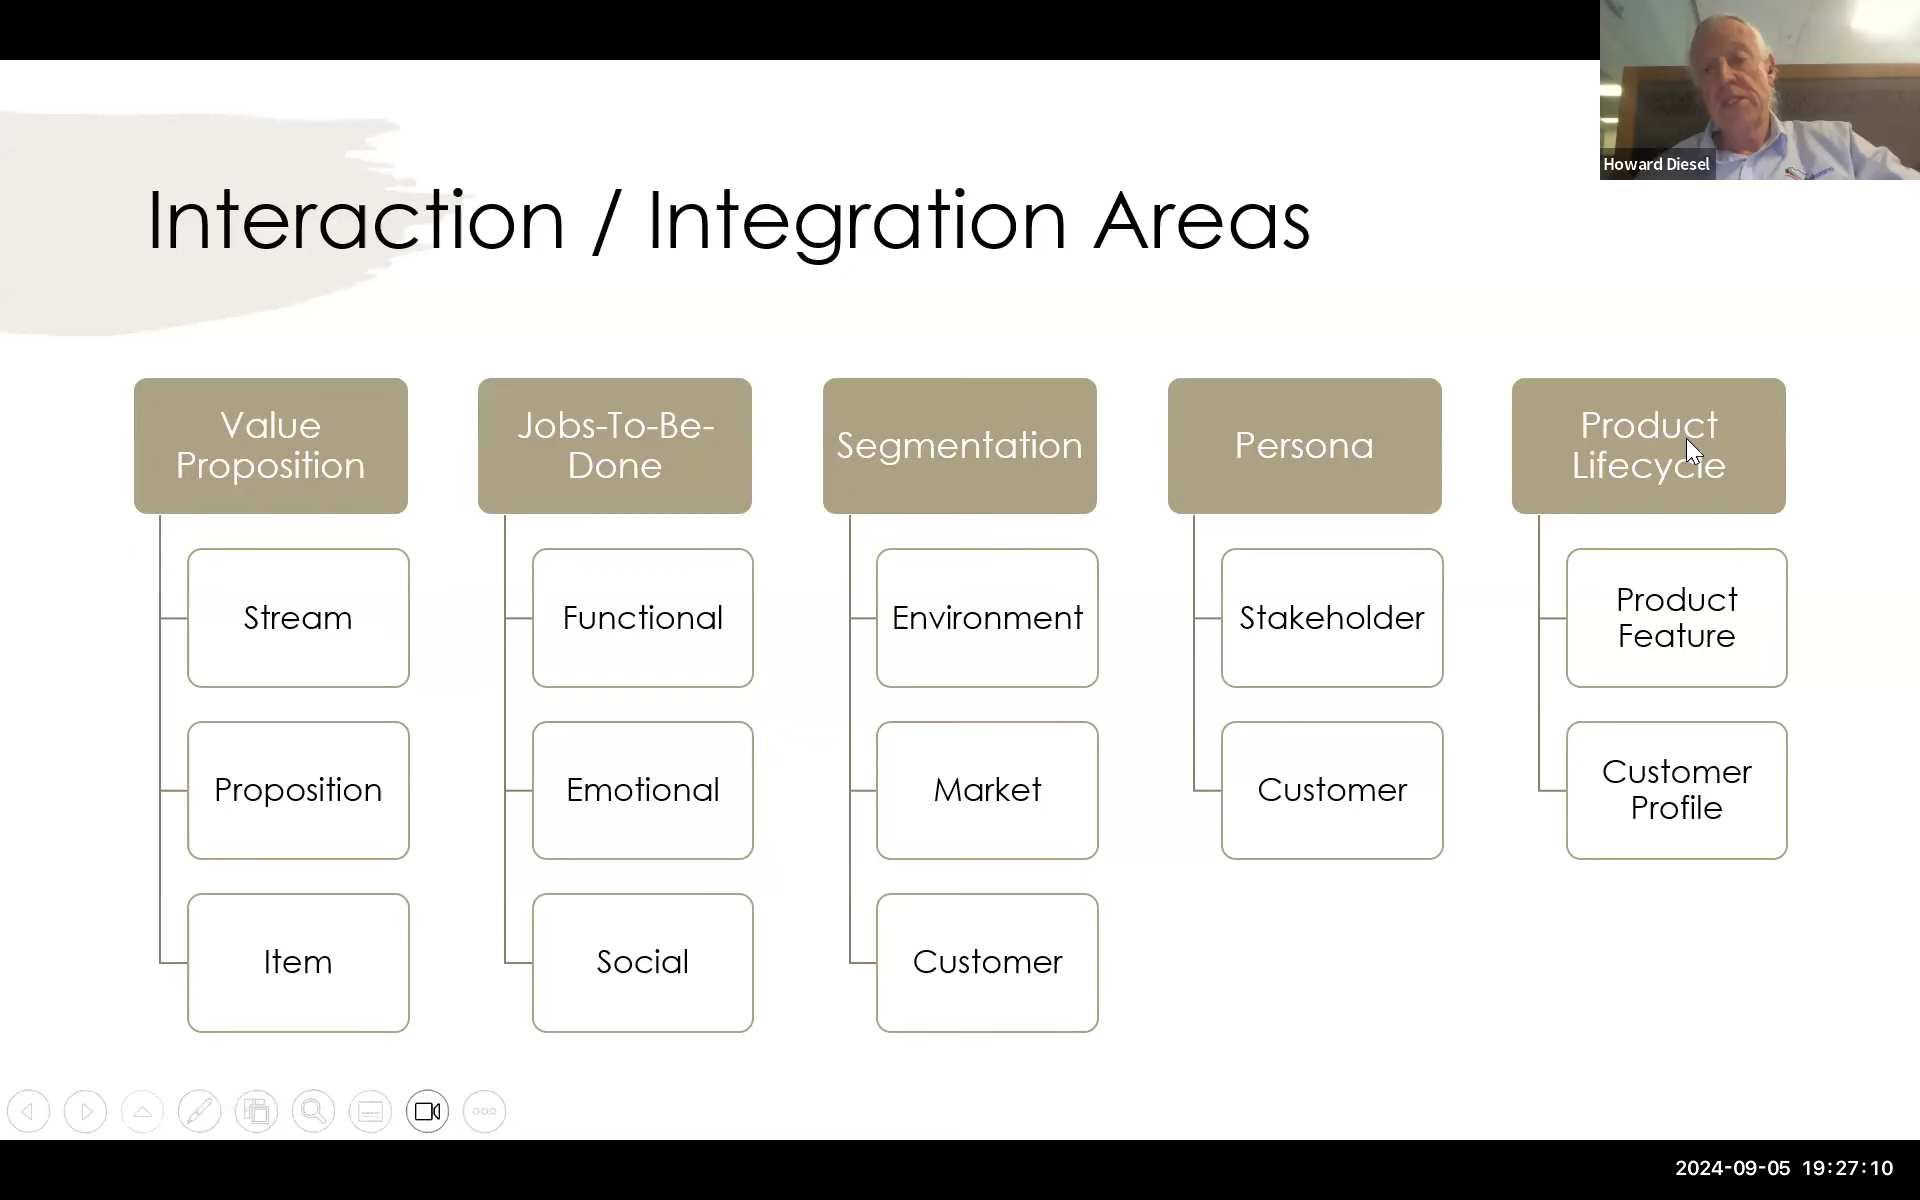 Howard Diesel
Interaction / Integration Areas
Value
Proposition
Stream
Proposition
Item
Jobs-To-Be-
Done
Functional
Emotional
Social
Segmentation
Environment
Market
Customer
Persona
Stakeholder
Customer
Product
Lifecycle
Product
Feature
Customer
Profile
2024-09-05 19:27:10